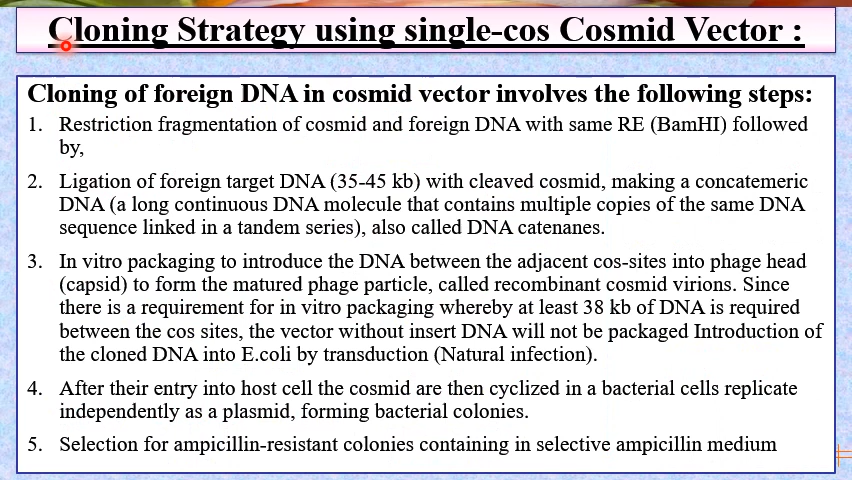 Cloning Strategy using single-cos Cosmid Vector :
Cloning of foreign DNA in cosmid vector involves the following steps:
1. Restriction fragmentation of cosmid and foreign DNA with same RE (BamHI) followed
by,
2. Ligation of foreign target DNA (35-45 kb) with cleaved cosmid, making a concatemeric
DNA (a long continuous DNA molecule that contains multiple copies of the same DNA
sequence linked in a tandem series), also called DNA catenanes.
3. In vitro packaging to introduce the DNA between the adjacent cos-sites into phage head
(capsid) to form the matured phage particle, called recombinant cosmid virions. Since
there is a requirement for in vitro packaging whereby at least 38 kb of DNA is required
between the cos sites, the vector without insert DNA will not be packaged Introduction of
the cloned DNA into E.coli by transduction (Natural infection).
4. After their entry into host cell the cosmid are then cyclized in a bacterial cells replicate
independently as a plasmid, forming bacterial colonies.
5. Selection for ampicillin-resistant colonies containing in selective ampicillin medium